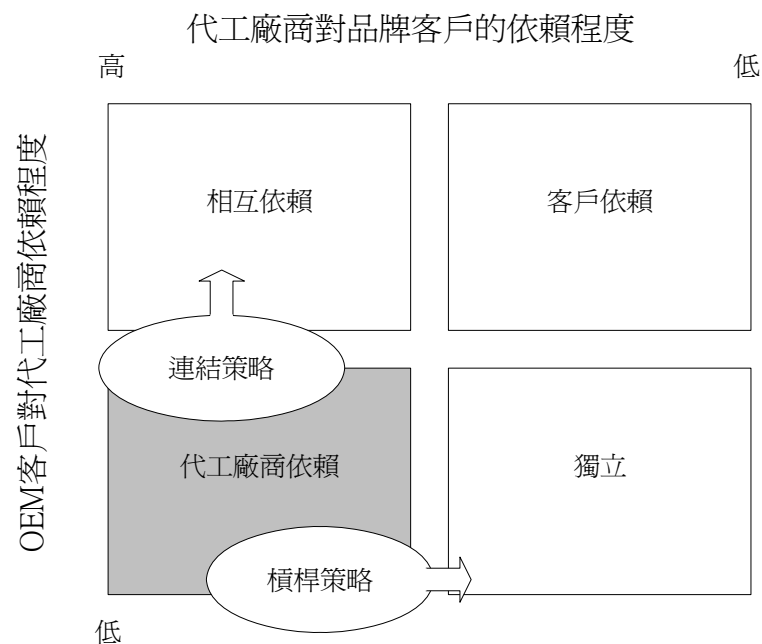 代工廠商對品牌客戶的依賴程度
高
低
OEM客戶對代工廠商依賴程度
相互依賴
客戶依賴
連結策略
代工廠商依賴
獨立
槓桿策略
低